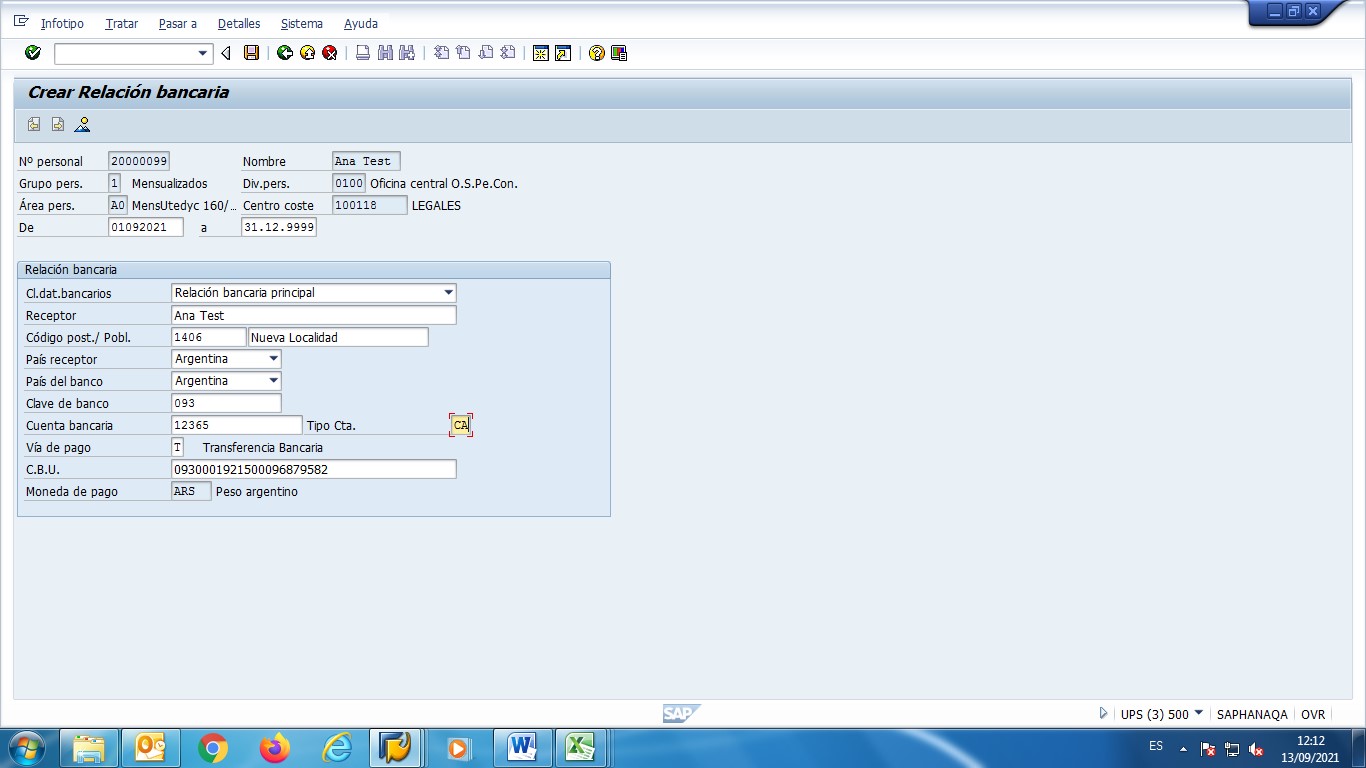 Infotipo Tratar Pasar a Detalles Sistema Ayuda
Crear Relación bancaria
Nº personal 20000099 Nombre Ana Test
Grupo pers. 1 Mensualizados Div.pers. 0100 Oficina central O.S.Pe.Con.
Área pers. A0 MensUtedyc 160/… Centro coste 100118 LEGALES
De 01092021 a 31.12.9999
Relación bancaria
Cl.dat.bancarios Relación bancaria principal
Receptor Ana Test
Código post./ Pobl. 1406 Nueva Localidad
País receptor Argentina
País del banco Argentina
Clave de banco 093
Cuenta bancaria 12365 Tipo Cta. CA
Vía de pago T Transferencia Bancaria
C.B.U. 0930001921500096879582
Moneda de pago ARS Peso argentino
SAP UPS (3) 500 SAPHANAQA OVR
ES 12:12
13/09/2021